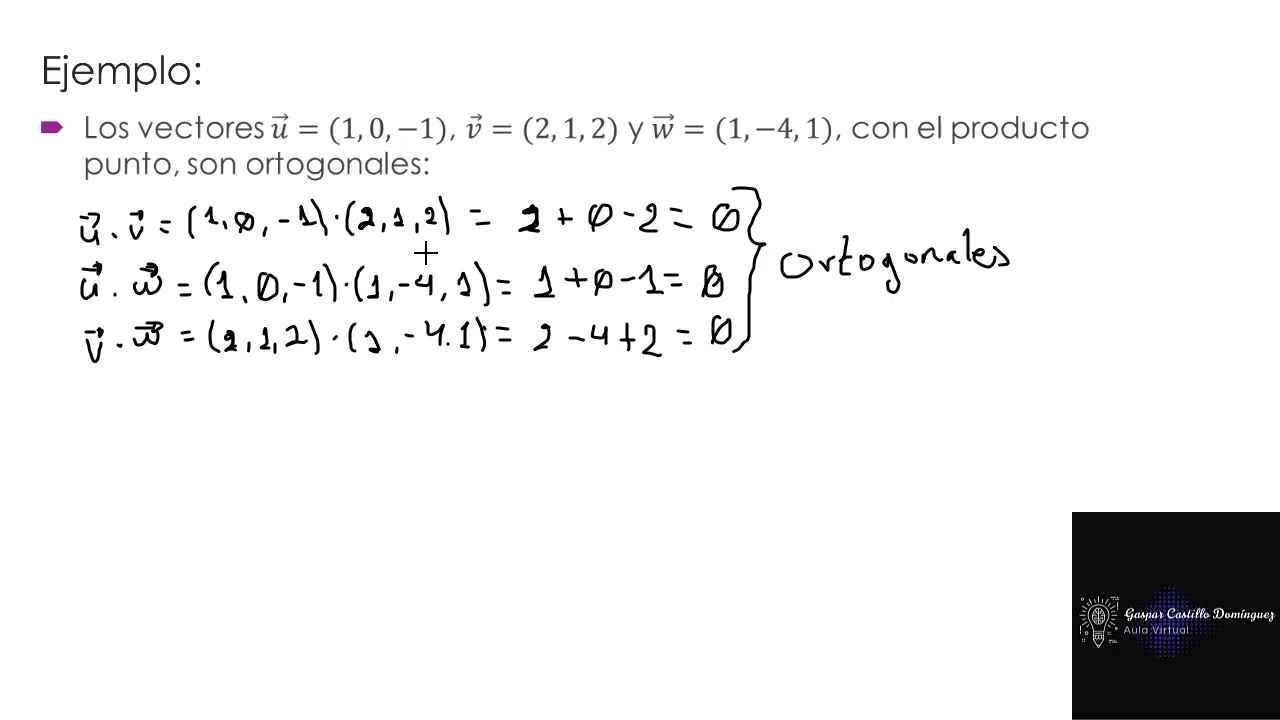 Ejemplo:
Los vectores u⃗ = (1, 0, −1), v⃗ = (2, 1, 2) y w⃗ = (1, −4, 1), con el producto
punto, son ortogonales:
u⃗ · v⃗ = (1, 0, -1) · (2, 1, 2) = 2 + 0 - 2 = 0
u⃗ · w⃗ = (1, 0, -1) · (1, -4, 1) = 1 + 0 - 1 = 0
v⃗ · w⃗ = (2, 1, 2) · (1, -4. 1) = 2 - 4 + 2 = 0
} Ortogonales
Gaspar Castillo Domínguez
Aula Virtual